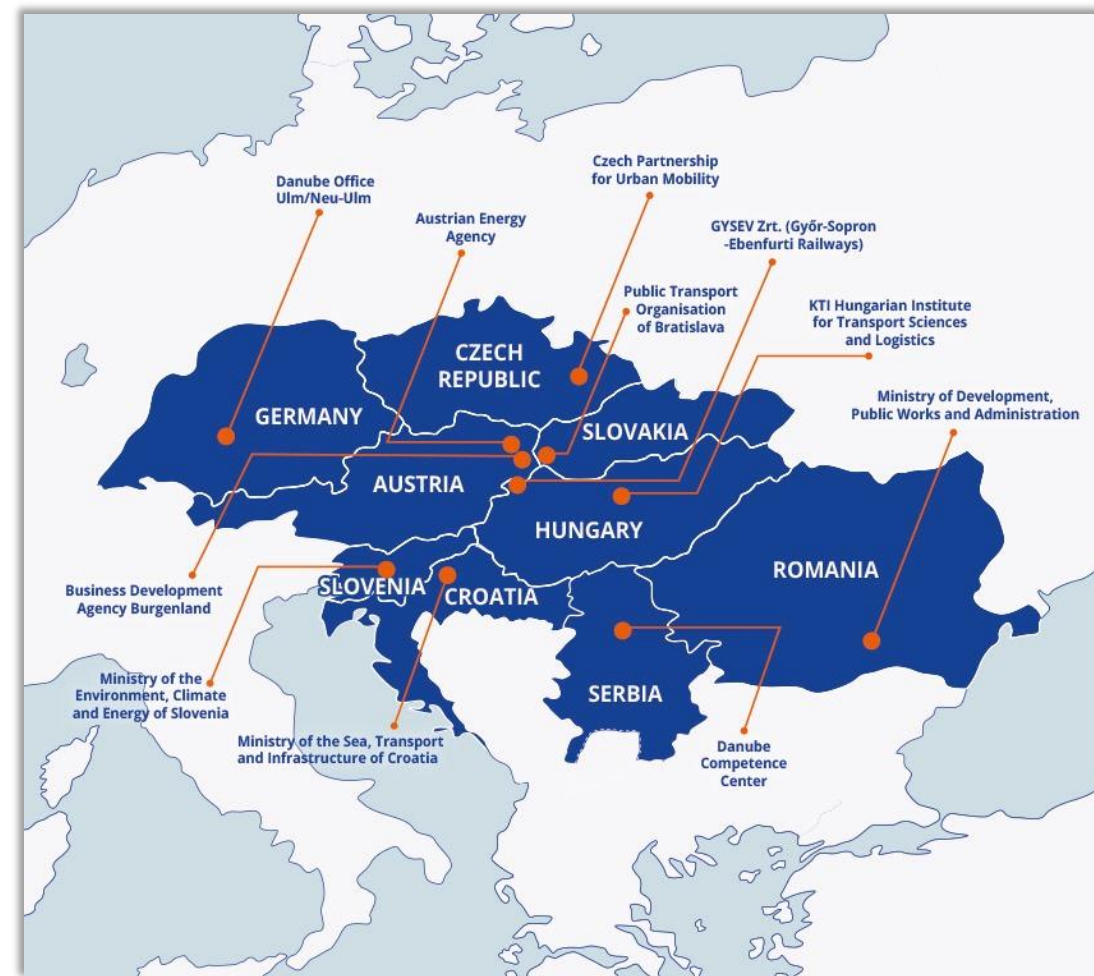 Czech Partnership
for Urban Mobility
Danube Office
Ulm/Neu-Ulm
Austrian Energy
Agency
GYSEV Zrt. (Győr-Sopron
-Ebenfurti Railways)
Public Transport
Organisation
of Bratislava
KTI Hungarian Institute
for Transport Sciences
and Logistics
CZECH
REPUBLIC
Ministry of Development,
Public Works and Administration
GERMANY
SLOVAKIA
AUSTRIA
HUNGARY
ROMANIA
SLOVENIA
CROATIA
Business Development
Agency Burgenland
SERBIA
Ministry of the
Environment, Climate
and Energy of Slovenia
Ministry of the Sea, Transport
and Infrastructure of Croatia
Danube
Competence
Center